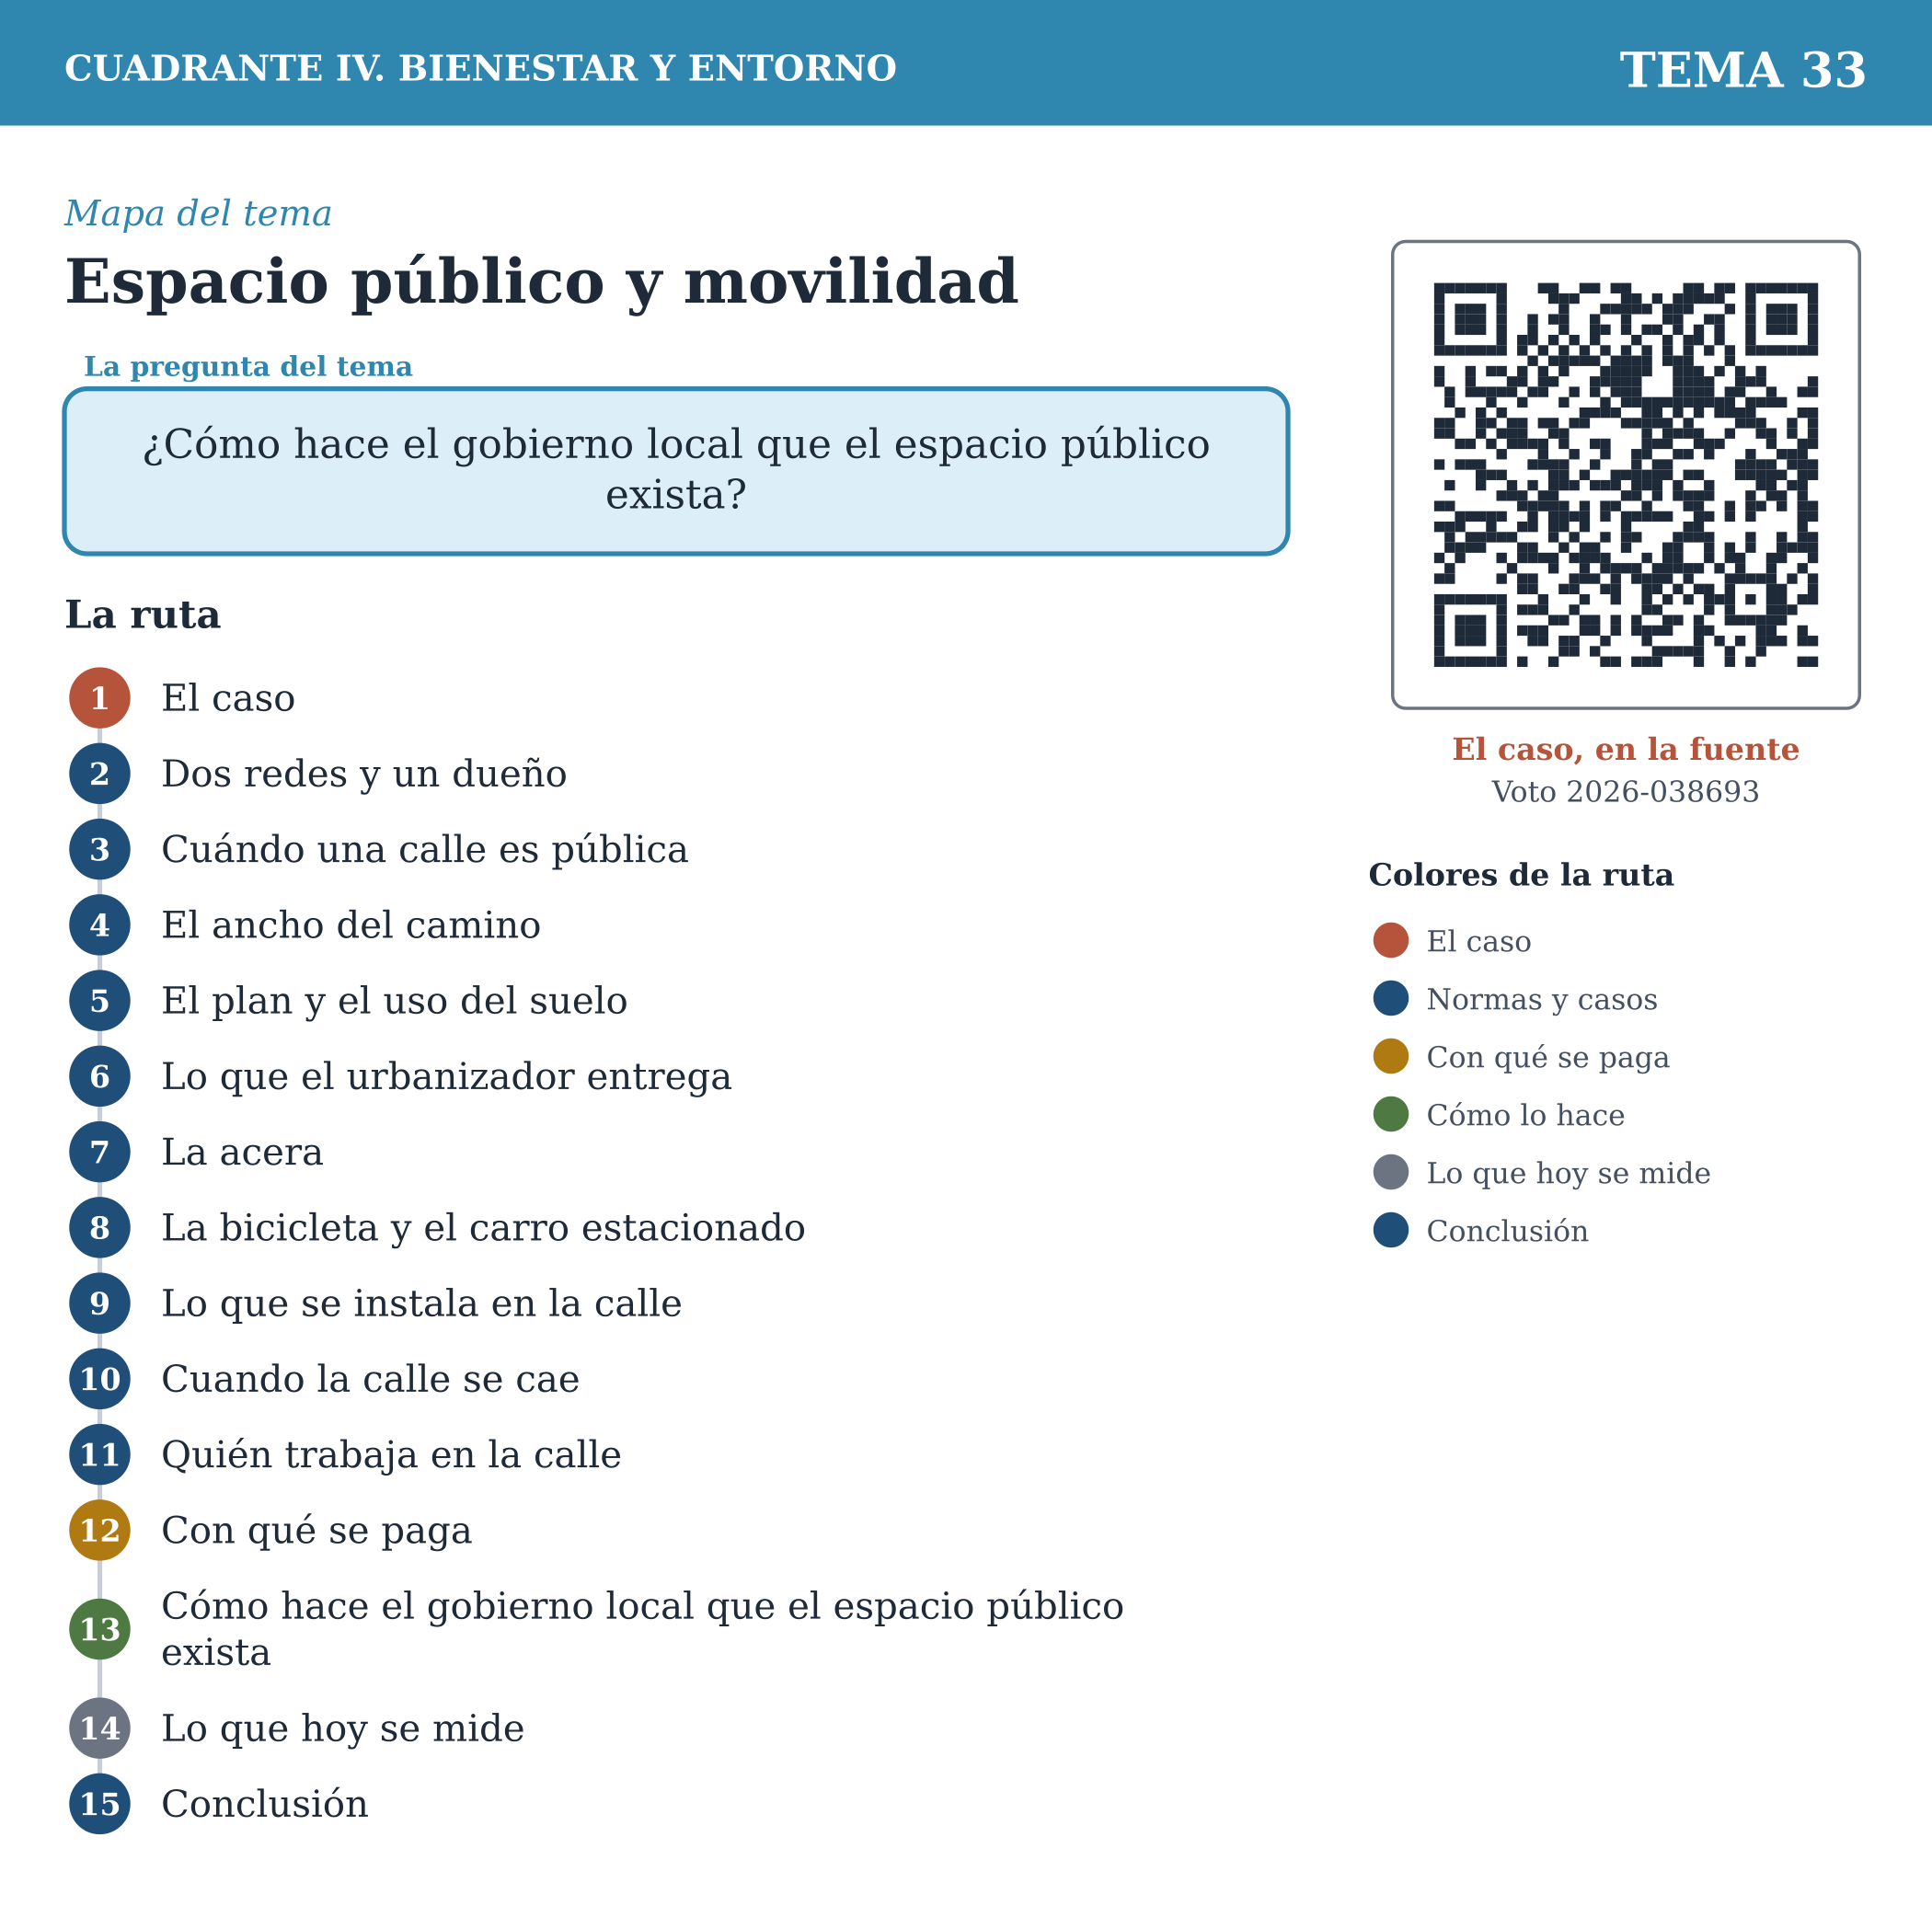 CUADRANTE IV. BIENESTAR Y ENTORNO
TEMA 33
Mapa del tema
Espacio público y movilidad
La pregunta del tema
¿Cómo hace el gobierno local que el espacio público
exista?
La ruta
1 El caso
2 Dos redes y un dueño
3 Cuándo una calle es pública
4 El ancho del camino
5 El plan y el uso del suelo
6 Lo que el urbanizador entrega
7 La acera
8 La bicicleta y el carro estacionado
9 Lo que se instala en la calle
10 Cuando la calle se cae
11 Quién trabaja en la calle
12 Con qué se paga
13 Cómo hace el gobierno local que el espacio público
exista
14 Lo que hoy se mide
15 Conclusión
El caso, en la fuente
Voto 2026-038693
Colores de la ruta
El caso
Normas y casos
Con qué se paga
Cómo lo hace
Lo que hoy se mide
Conclusión